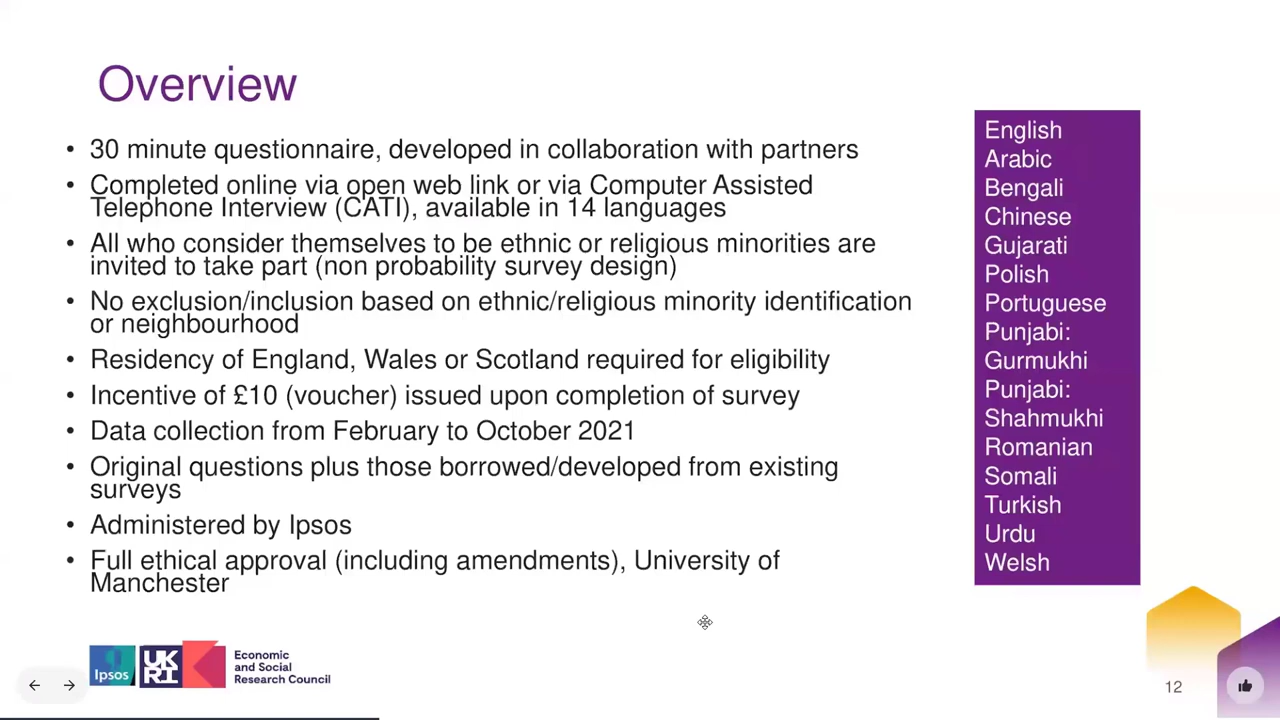 Overview
• 30 minute questionnaire, developed in collaboration with partners
• Completed online via open web link or via Computer Assisted
Telephone Interview (CATI), available in 14 languages
• All who consider themselves to be ethnic or religious minorities are
invited to take part (non probability survey design)
• No exclusion/inclusion based on ethnic/religious minority identification
or neighbourhood
• Residency of England, Wales or Scotland required for eligibility
• Incentive of £10 (voucher) issued upon completion of survey
• Data collection from February to October 2021
• Original questions plus those borrowed/developed from existing
surveys
• Administered by Ipsos
• Full ethical approval (including amendments), University of
Manchester
English
Arabic
Bengali
Chinese
Gujarati
Polish
Portuguese
Punjabi:
Gurmukhi
Punjabi:
Shahmukhi
Romanian
Somali
Turkish
Urdu
Welsh
Ipsos
UK
RI
Economic
and Social
Research Council
12